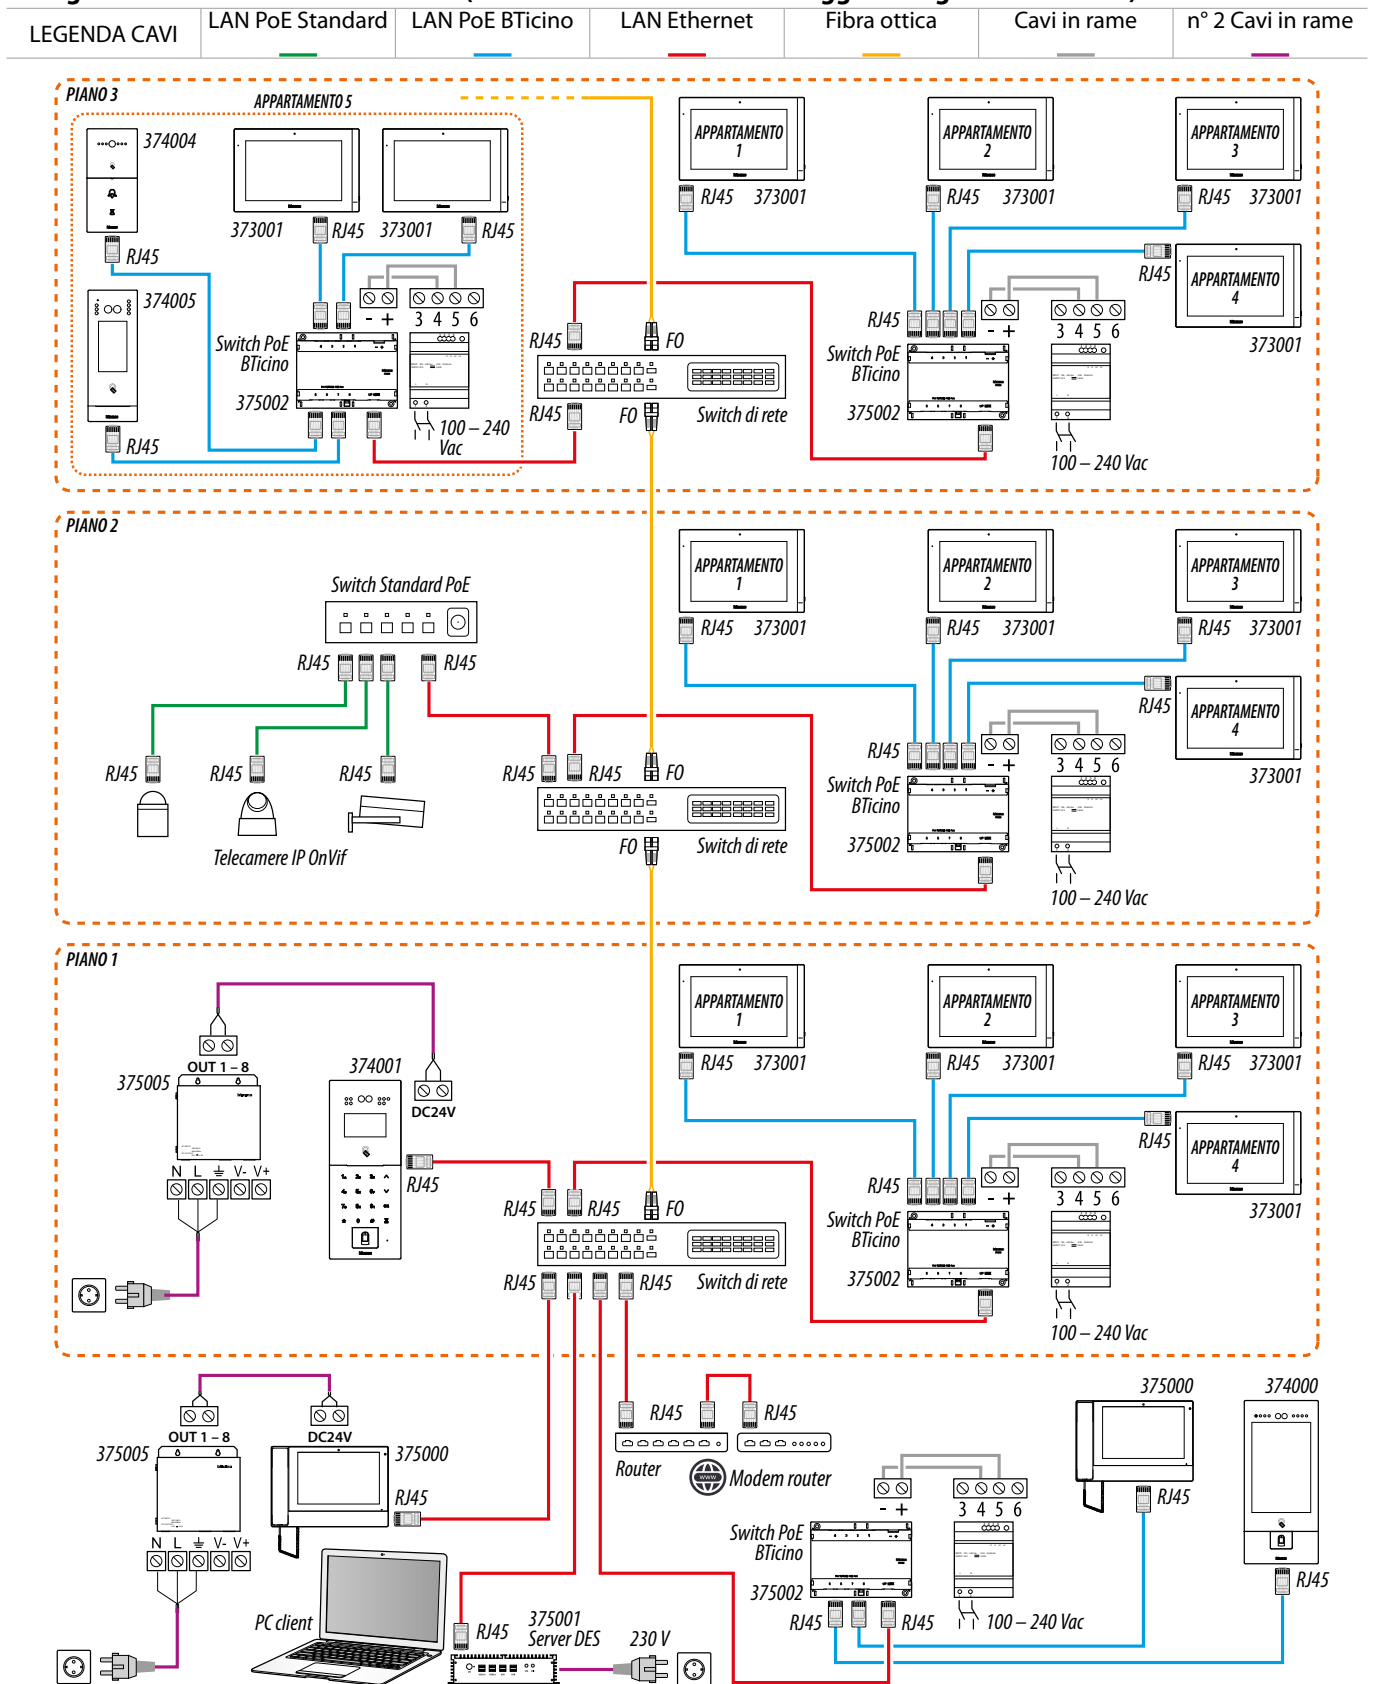 LEGENDA CAVI
LAN PoE Standard
LAN PoE BTicino
LAN Ethernet
Fibra ottica
Cavi in rame
n° 2 Cavi in rame
PIANO 3
APPARTAMENTO 5
374004
RJ45
374005
RJ45
373001
RJ45
373001
RJ45
- +
3 4 5 6
Switch PoE
BTicino
375002
100 – 240
Vac
RJ45
FO
RJ45
FO
Switch di rete
APPARTAMENTO
1
RJ45 373001
APPARTAMENTO
2
RJ45 373001
APPARTAMENTO
3
RJ45 373001
RJ45
APPARTAMENTO
4
373001
RJ45
- +
3 4 5 6
Switch PoE
BTicino
375002
100 – 240 Vac
PIANO 2
Switch Standard PoE
RJ45
RJ45
RJ45
RJ45
RJ45
Telecamere IP OnVif
RJ45
RJ45
FO
FO
Switch di rete
APPARTAMENTO
1
RJ45 373001
APPARTAMENTO
2
RJ45 373001
APPARTAMENTO
3
RJ45 373001
RJ45
APPARTAMENTO
4
373001
RJ45
- +
3 4 5 6
Switch PoE
BTicino
375002
100 – 240 Vac
PIANO 1
OUT 1 – 8
375005
N L V- V+
374001
DC24V
RJ45
RJ45
RJ45
FO
RJ45
RJ45
Switch di rete
APPARTAMENTO
1
RJ45 373001
APPARTAMENTO
2
RJ45 373001
APPARTAMENTO
3
RJ45 373001
RJ45
APPARTAMENTO
4
373001
RJ45
- +
3 4 5 6
Switch PoE
BTicino
375002
100 – 240 Vac
OUT 1 – 8
375005
N L V- V+
DC24V
375000
RJ45
PC client
RJ45
375001
Server DES
230 V
RJ45
RJ45
Router
www
Modem router
- +
3 4 5 6
Switch PoE
BTicino
375002
RJ45
RJ45
100 – 240 Vac
375000
RJ45
374000
RJ45